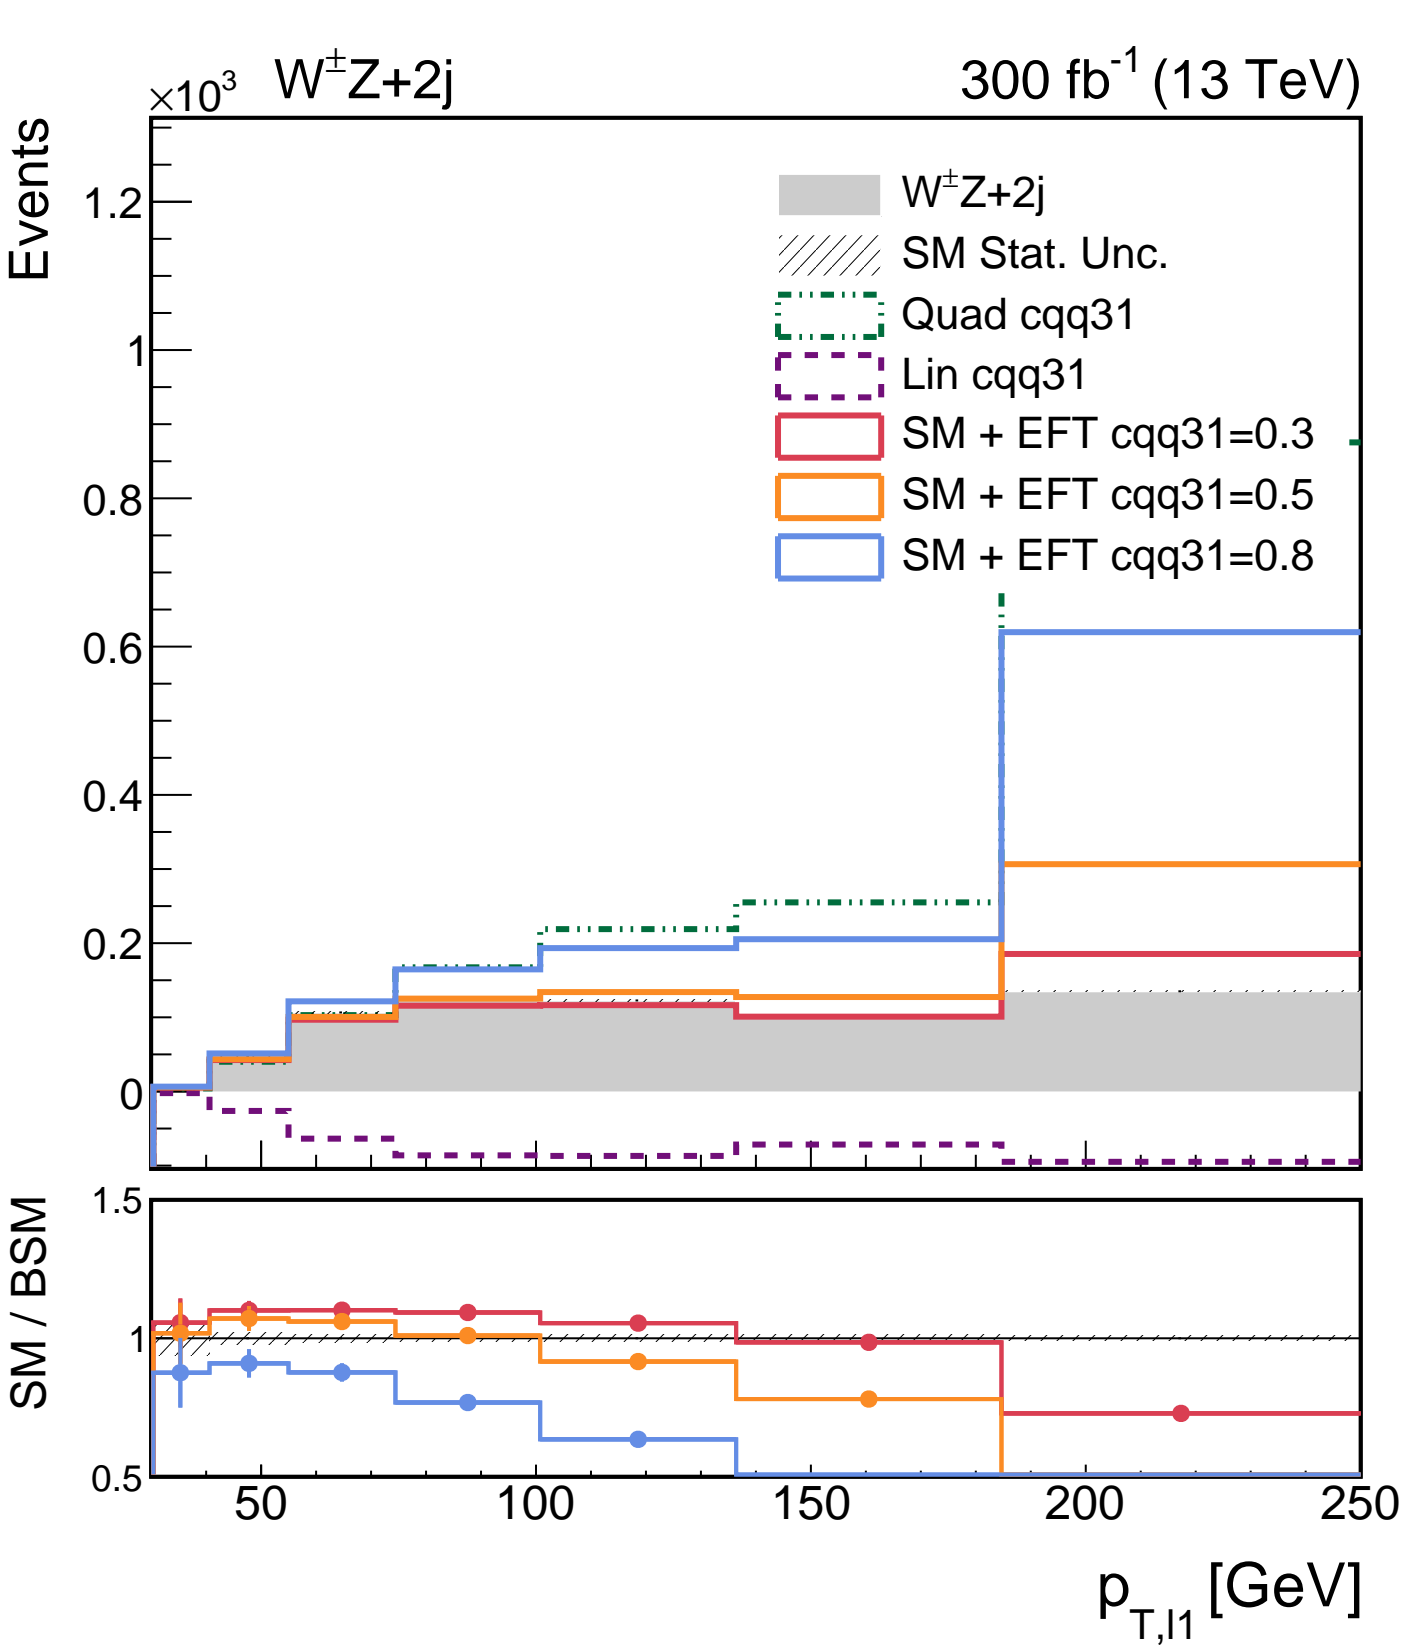 ×10³ W±Z+2j 300 fb⁻¹ (13 TeV)
Events
1.2
1
0.8
0.6
0.4
0.2
0
W±Z+2j
SM Stat. Unc.
Quad cqq31
Lin cqq31
SM + EFT cqq31=0.3
SM + EFT cqq31=0.5
SM + EFT cqq31=0.8
SM / BSM
1.5
1
0.5
50 100 150 200 250
p_T,l1 [GeV]